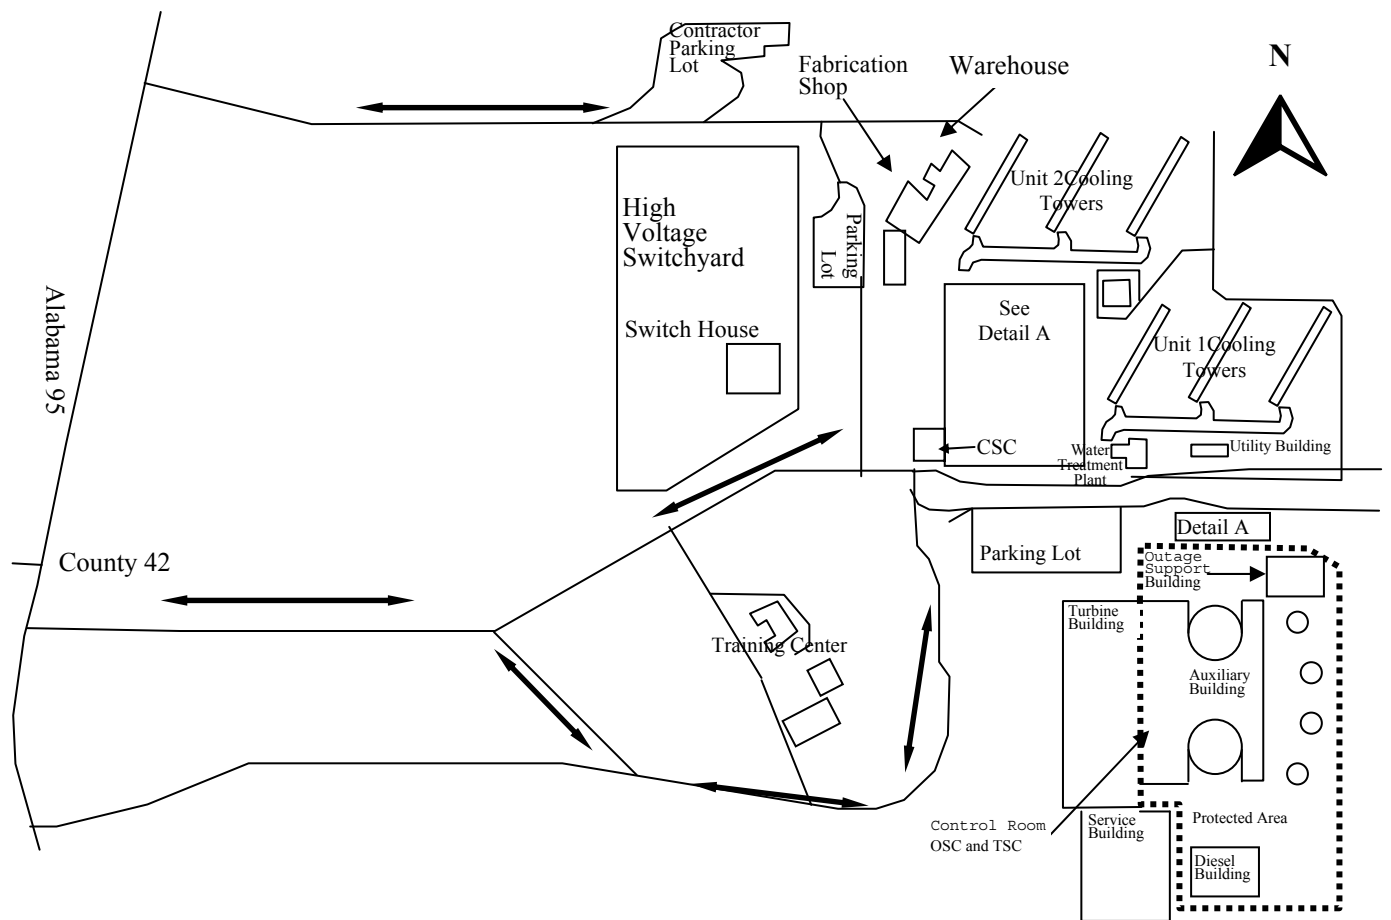 Contractor
Parking
Lot
Fabrication
Shop
Warehouse
N
Unit 2Cooling
Towers
High
Voltage
Switchyard
Parking
Lot
Switch House
See
Detail A
Unit 1Cooling
Towers
Alabama 95
CSC
Water
Treatment
Plant
Utility Building
County 42
Parking Lot
Detail A
Outage
Support
Building
Turbine
Building
Training Center
Auxiliary
Building
Control Room
OSC and TSC
Service
Building
Protected Area
Diesel
Building